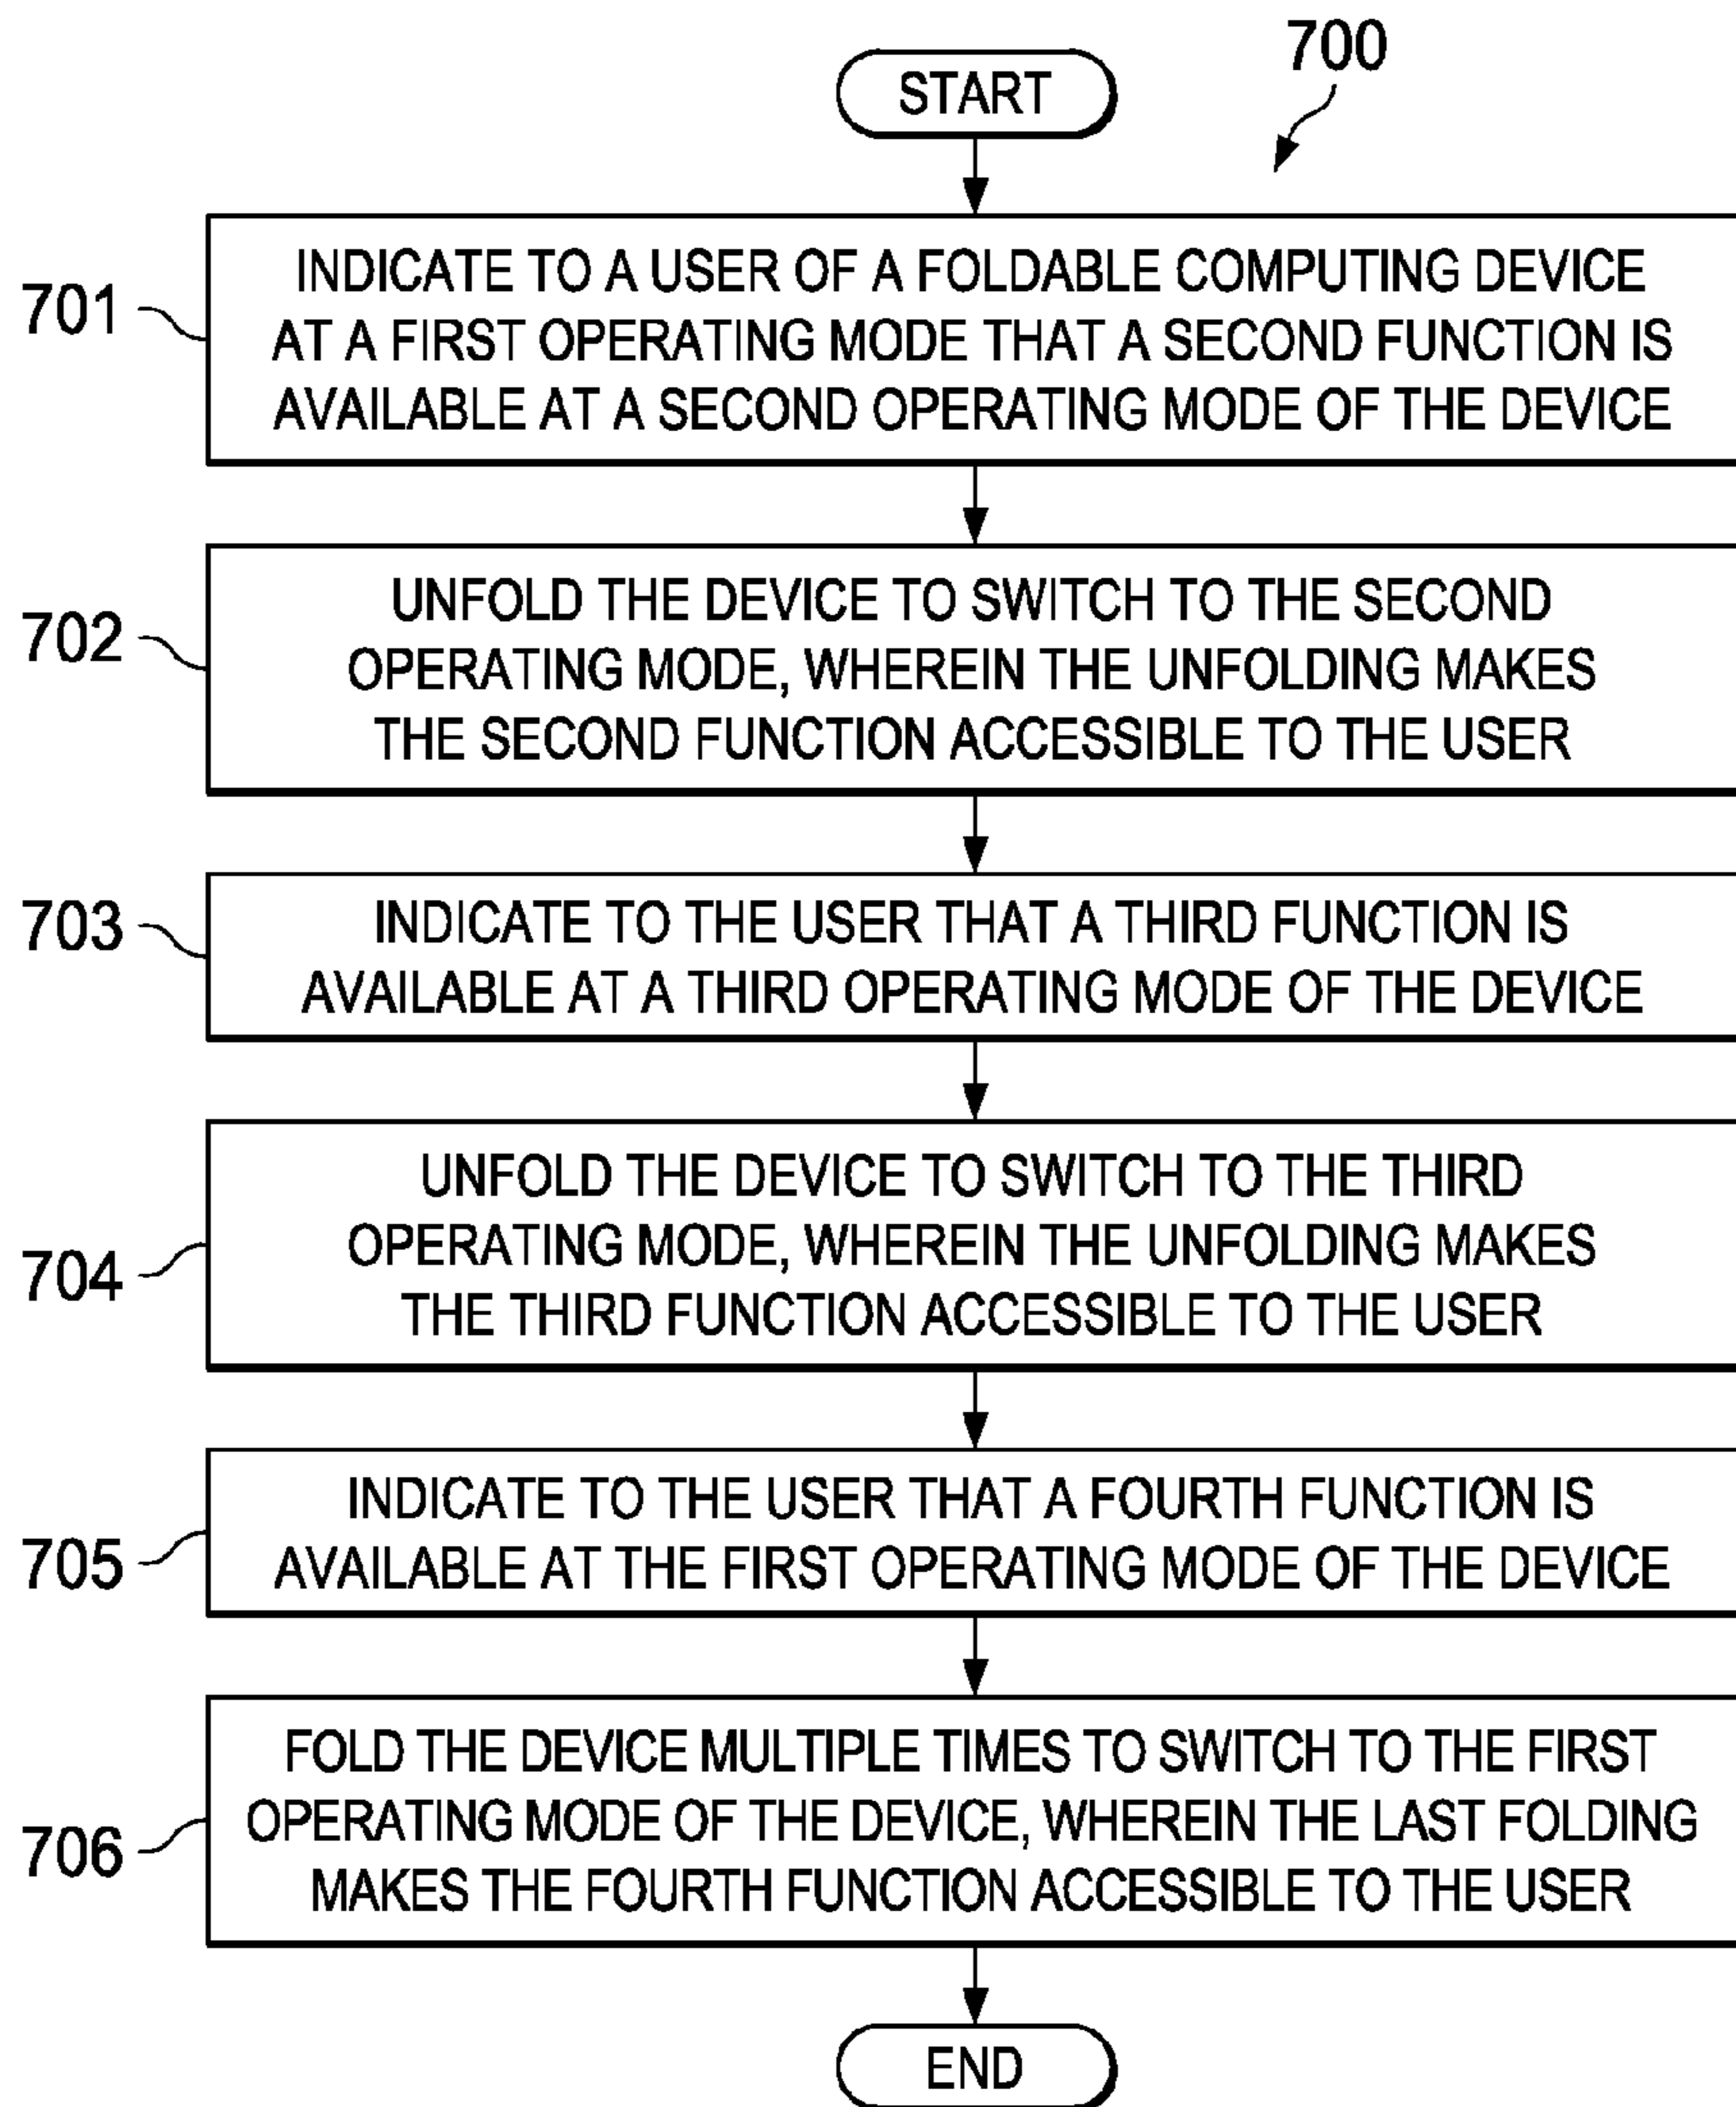 700
START
701
INDICATE TO A USER OF A FOLDABLE COMPUTING DEVICE
AT A FIRST OPERATING MODE THAT A SECOND FUNCTION IS
AVAILABLE AT A SECOND OPERATING MODE OF THE DEVICE
702
UNFOLD THE DEVICE TO SWITCH TO THE SECOND
OPERATING MODE, WHEREIN THE UNFOLDING MAKES
THE SECOND FUNCTION ACCESSIBLE TO THE USER
703
INDICATE TO THE USER THAT A THIRD FUNCTION IS
AVAILABLE AT A THIRD OPERATING MODE OF THE DEVICE
704
UNFOLD THE DEVICE TO SWITCH TO THE THIRD
OPERATING MODE, WHEREIN THE UNFOLDING MAKES
THE THIRD FUNCTION ACCESSIBLE TO THE USER
705
INDICATE TO THE USER THAT A FOURTH FUNCTION IS
AVAILABLE AT THE FIRST OPERATING MODE OF THE DEVICE
706
FOLD THE DEVICE MULTIPLE TIMES TO SWITCH TO THE FIRST
OPERATING MODE OF THE DEVICE, WHEREIN THE LAST FOLDING
MAKES THE FOURTH FUNCTION ACCESSIBLE TO THE USER
END